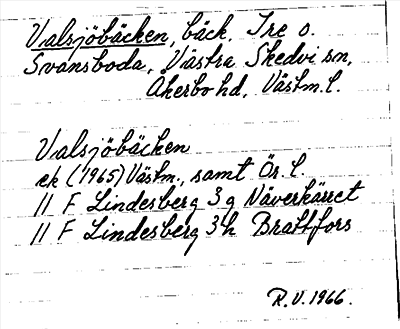 Valsjöbäcken, bäck. Tre o.
Svansboda, Västra Skedvi sn,
Åkerbo hd, Västm. l.
Valsjöbäcken
ek (1965) Västm., samt Ör. l.
11 F Lindesberg 3 g Näverkärret
11 F Lindesberg 3 h Brattfors
R.V. 1966.